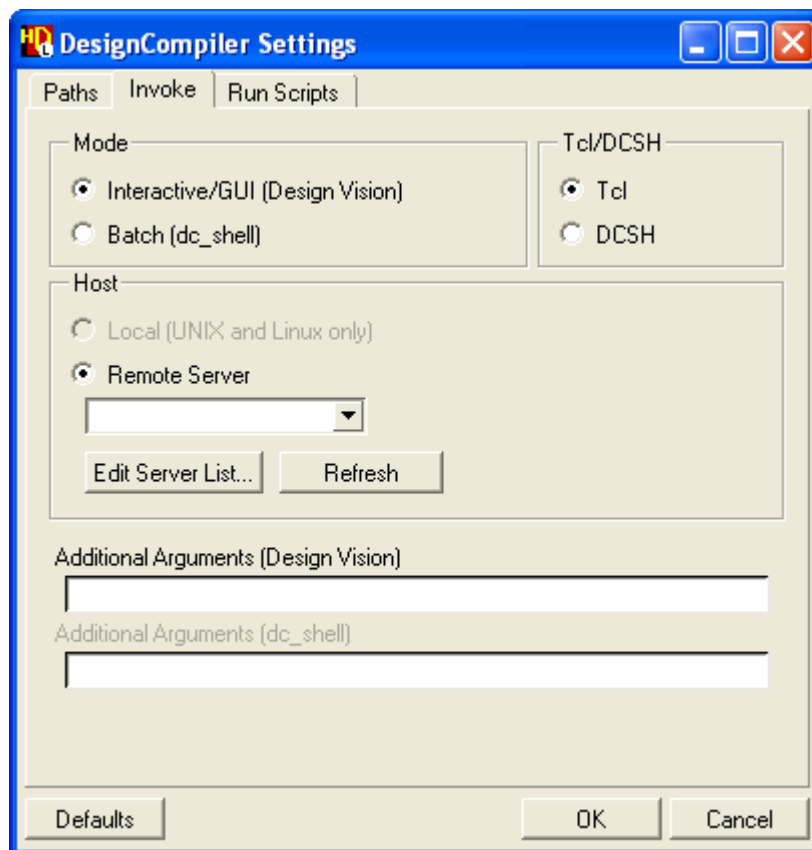 HD L DesignCompiler Settings
Paths Invoke Run Scripts
Mode
Interactive/GUI (Design Vision)
Batch (dc_shell)
Tcl/DCSH
Tcl
DCSH
Host
Local (UNIX and Linux only)
Remote Server
Edit Server List... Refresh
Additional Arguments (Design Vision)
Additional Arguments (dc_shell)
Defaults OK Cancel